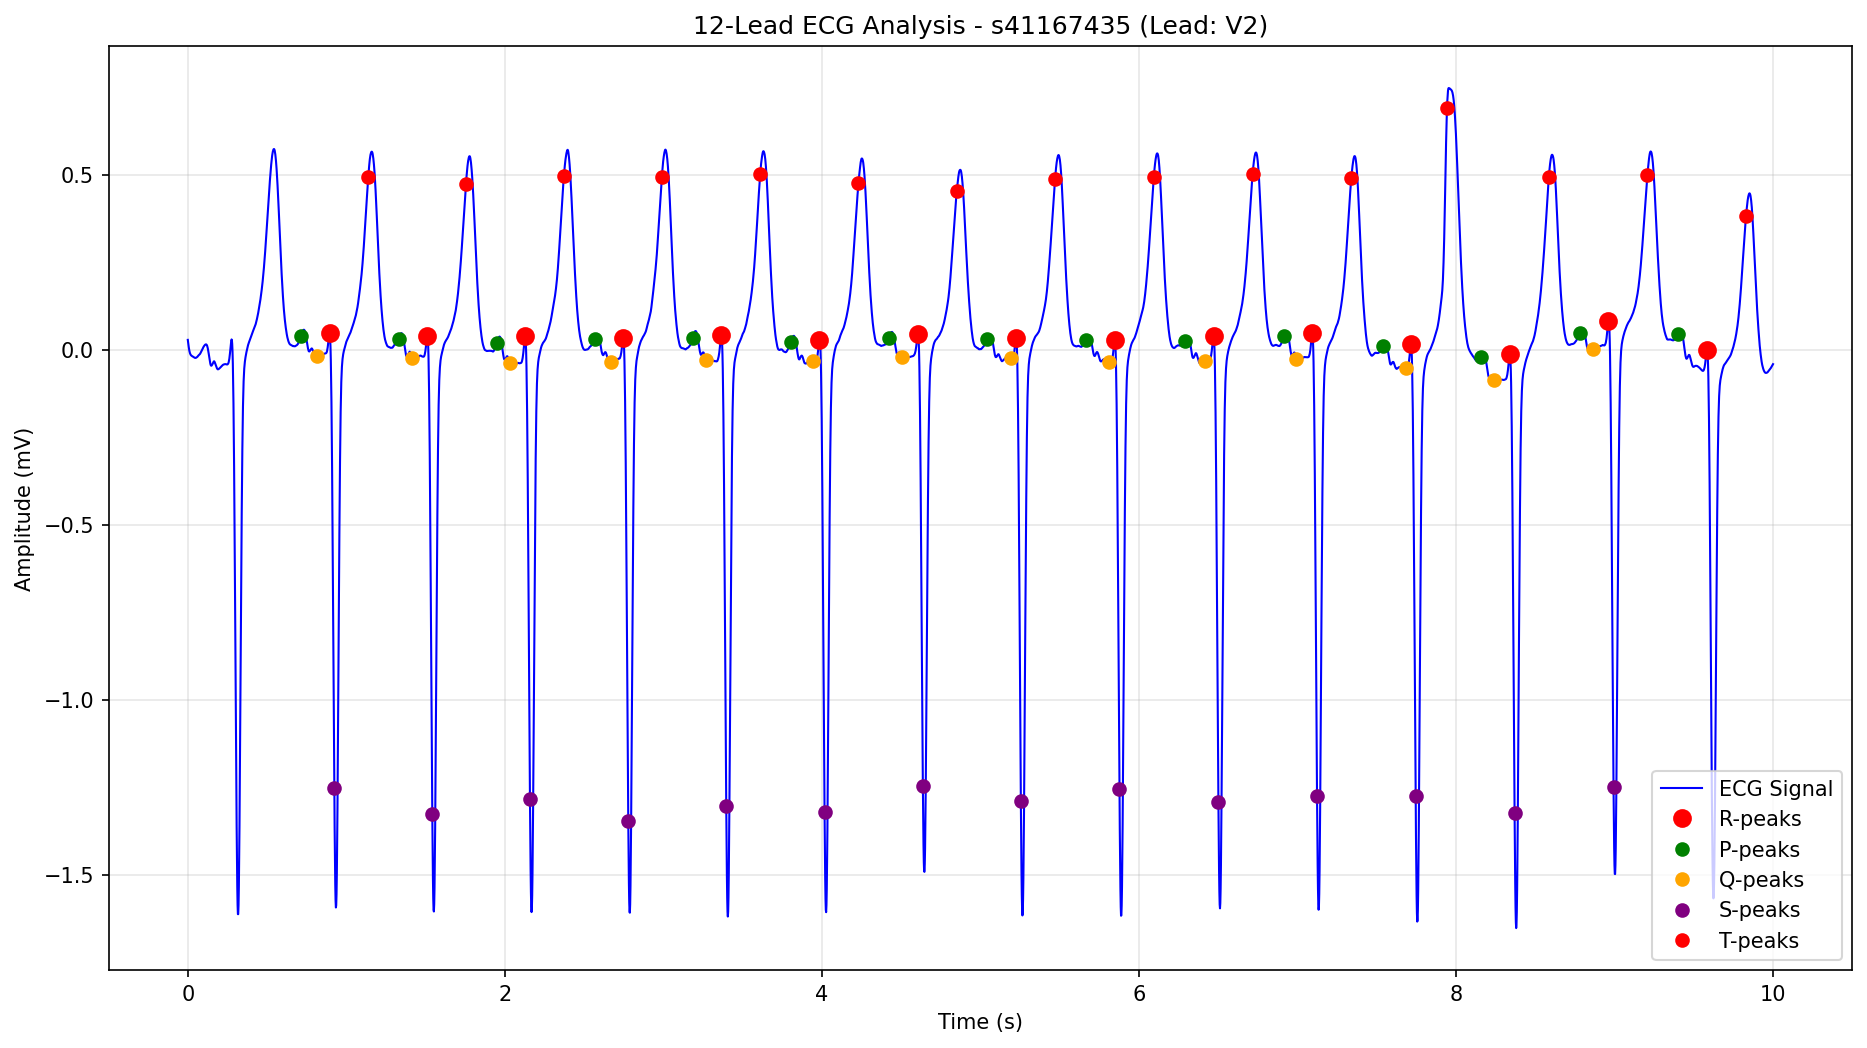 12-Lead ECG Analysis - s41167435 (Lead: V2)
Amplitude (mV)
0.5
0.0
−0.5
−1.0
−1.5
ECG Signal
R-peaks
P-peaks
Q-peaks
S-peaks
T-peaks
0 2 4 6 8 10
Time (s)